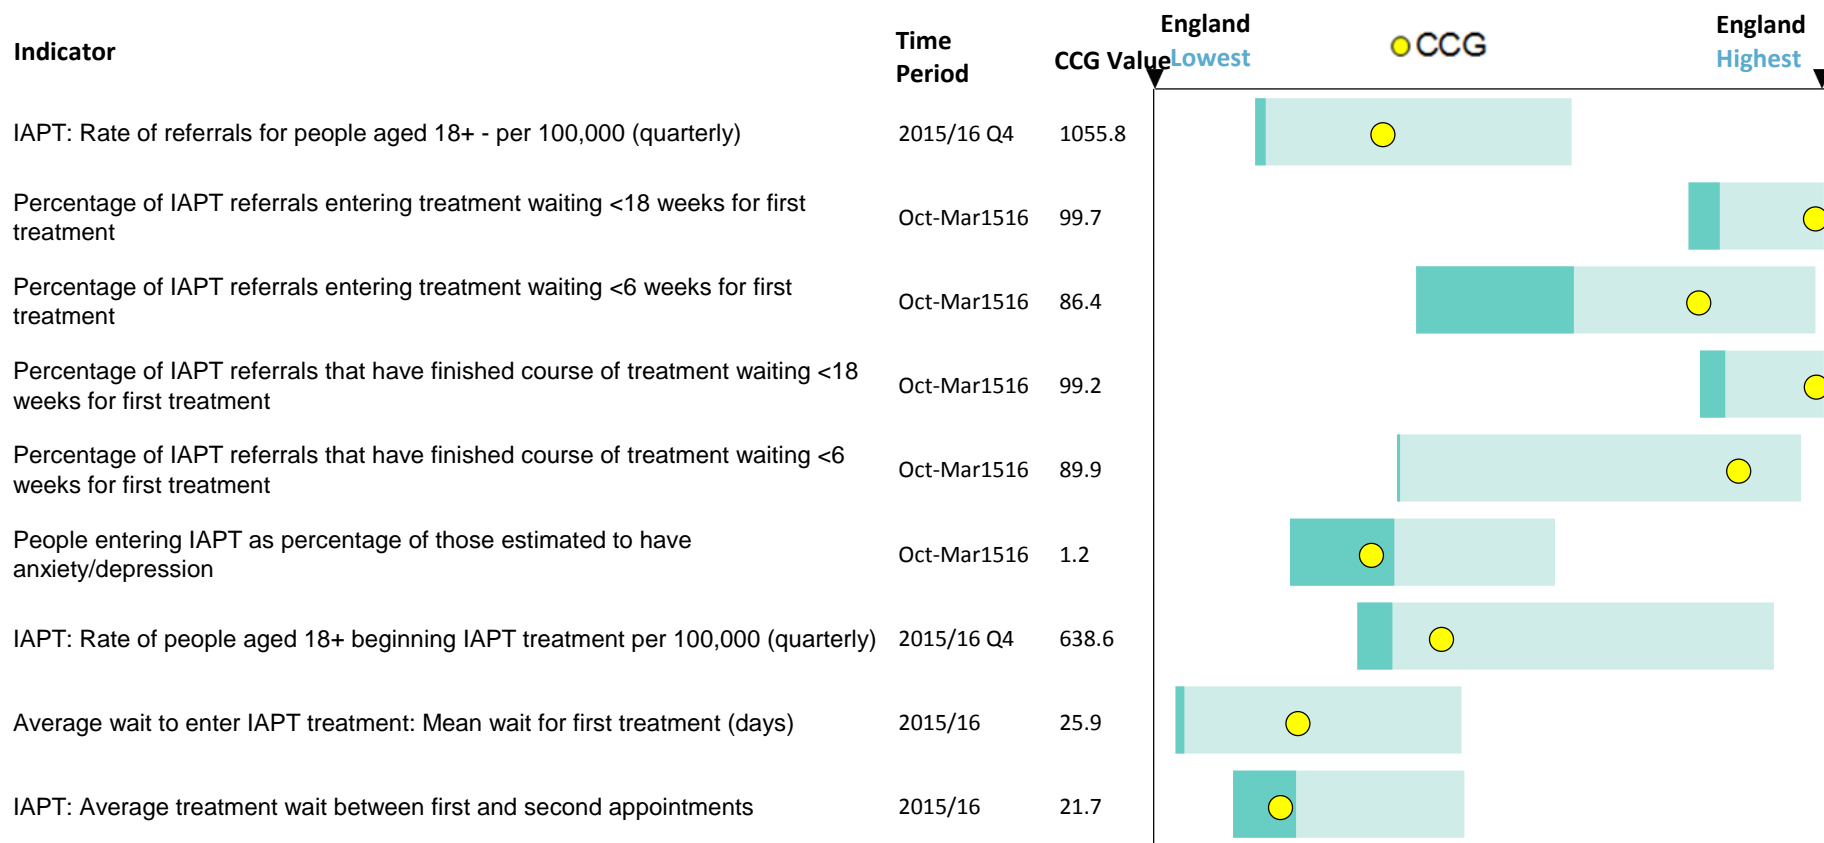 Indicator
Time
Period
CCG Value
England
Lowest
CCG
England
Highest
IAPT: Rate of referrals for people aged 18+ - per 100,000 (quarterly)
2015/16 Q4
1055.8
Percentage of IAPT referrals entering treatment waiting <18 weeks for first
treatment
Oct-Mar1516
99.7
Percentage of IAPT referrals entering treatment waiting <6 weeks for first
treatment
Oct-Mar1516
86.4
Percentage of IAPT referrals that have finished course of treatment waiting <18
weeks for first treatment
Oct-Mar1516
99.2
Percentage of IAPT referrals that have finished course of treatment waiting <6
weeks for first treatment
Oct-Mar1516
89.9
People entering IAPT as percentage of those estimated to have
anxiety/depression
Oct-Mar1516
1.2
IAPT: Rate of people aged 18+ beginning IAPT treatment per 100,000 (quarterly)
2015/16 Q4
638.6
Average wait to enter IAPT treatment: Mean wait for first treatment (days)
2015/16
25.9
IAPT: Average treatment wait between first and second appointments
2015/16
21.7